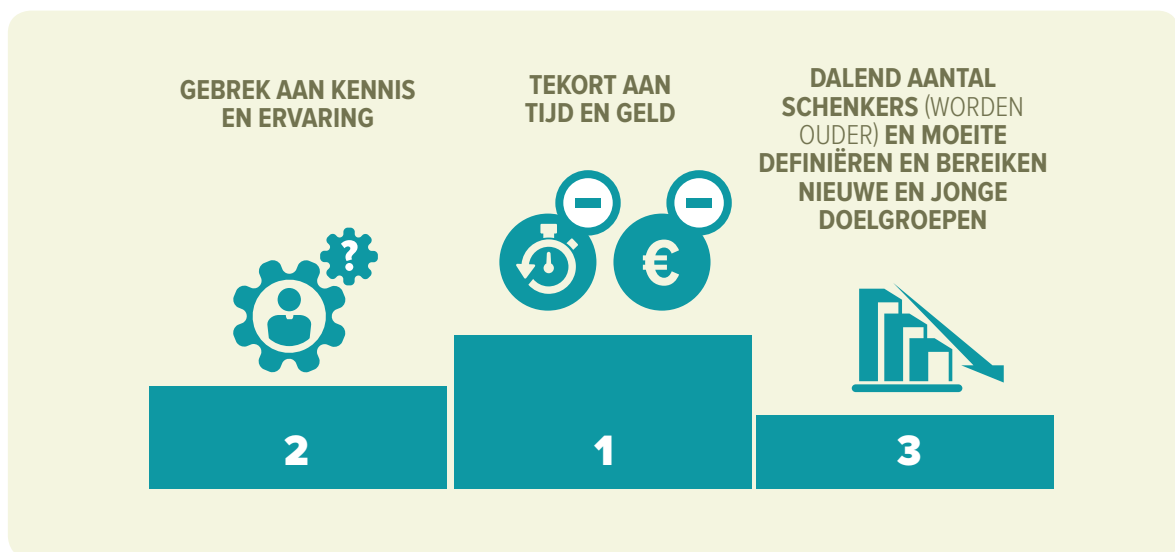 GEBREK AAN KENNIS
EN ERVARING
TEKORT AAN
TIJD EN GELD
DALEND AANTAL
SCHENKERS (WORDEN
OUDER) EN MOEITE
DEFINIËREN EN BEREIKEN
NIEUWE EN JONGE
DOELGROEPEN
?
€
2
1
3